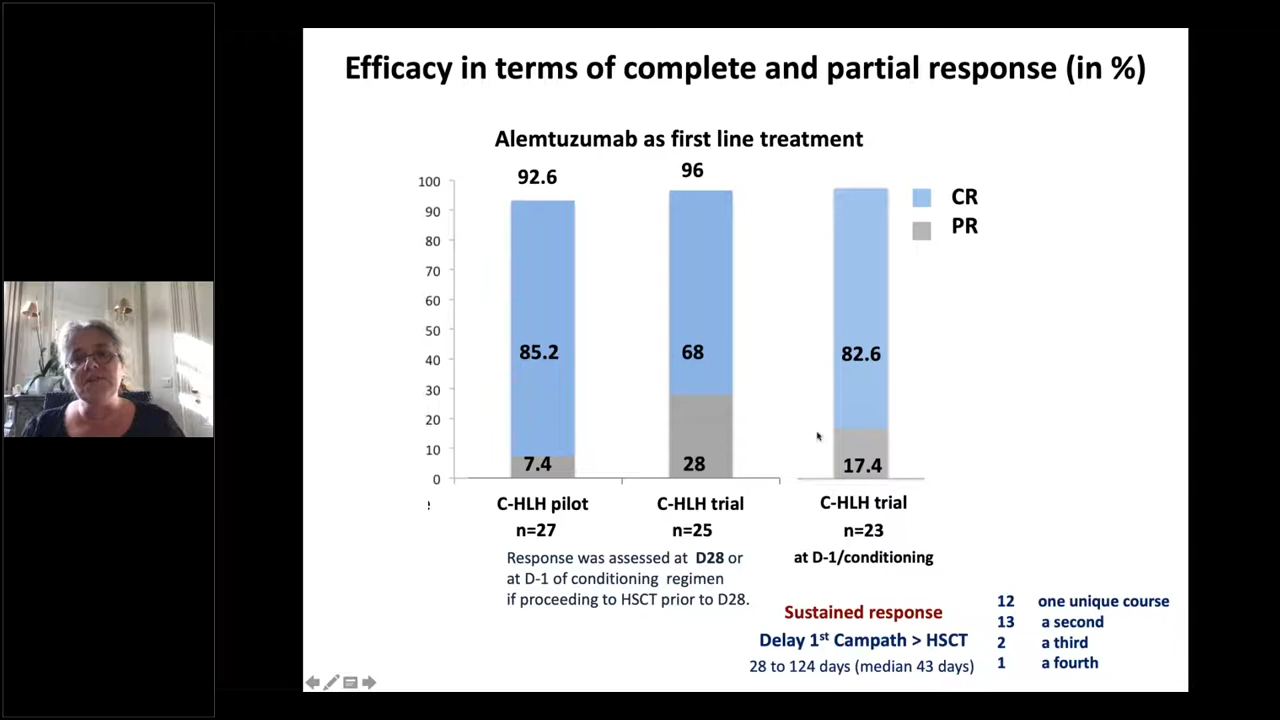 Efficacy in terms of complete and partial response (in %)
Alemtuzumab as first line treatment
92.6
96
100
90
80
70
60
50
40
30
20
10
0
CR
PR
85.2
68
82.6
7.4
28
17.4
e
C-HLH pilot
n=27
C-HLH trial
n=25
C-HLH trial
n=23
at D-1/conditioning
Response was assessed at D28 or
at D-1 of conditioning regimen
if proceeding to HSCT prior to D28.
Sustained response
Delay 1st Campath > HSCT
28 to 124 days (median 43 days)
12 one unique course
13 a second
2 a third
1 a fourth